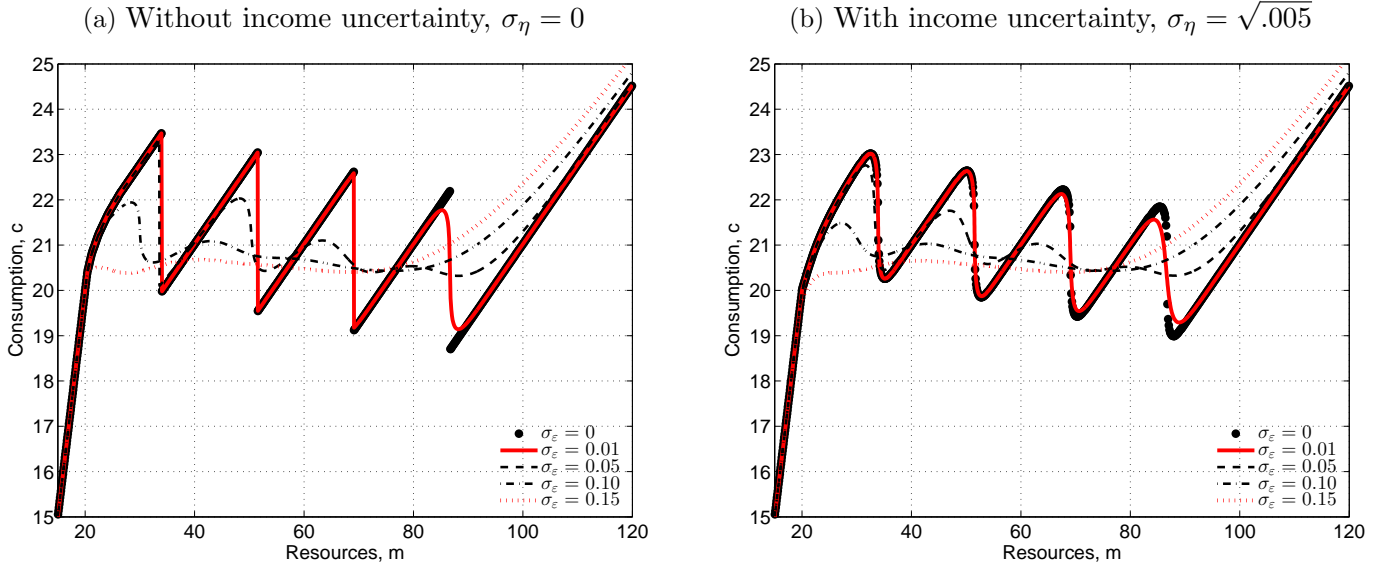 (a) Without income uncertainty, σ_η = 0
25
24
23
22
21
20
19
18
17
16
15
Consumption, c
20
40
60
80
100
120
Resources, m
σ_ε = 0
σ_ε = 0.01
σ_ε = 0.05
σ_ε = 0.10
σ_ε = 0.15
(b) With income uncertainty, σ_η = √.005
25
24
23
22
21
20
19
18
17
16
15
Consumption, c
20
40
60
80
100
120
Resources, m
σ_ε = 0
σ_ε = 0.01
σ_ε = 0.05
σ_ε = 0.10
σ_ε = 0.15